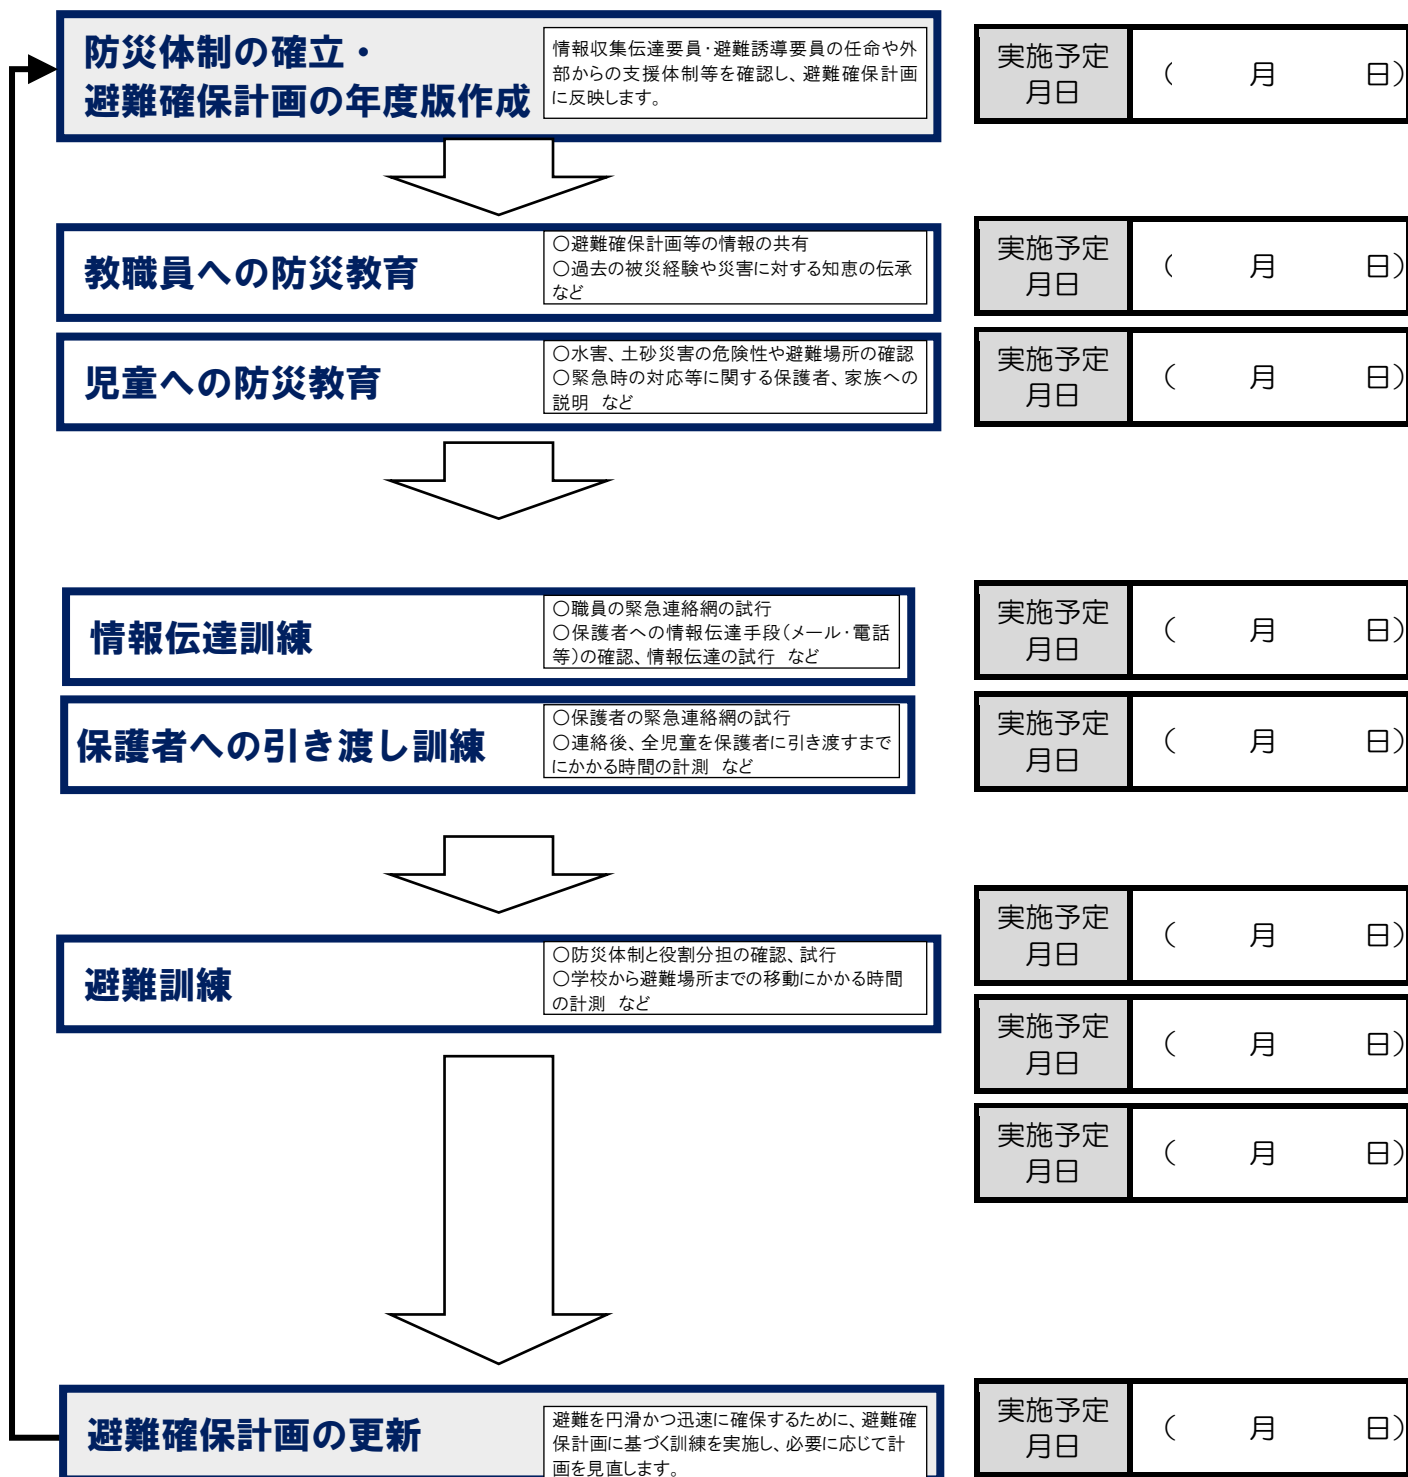 防災体制の確立・
避難確保計画の年度版作成
情報収集伝達要員・避難誘導要員の任命や外
部からの支援体制等を確認し、避難確保計画
に反映します。
実施予定
月日
（　　月　　日）
教職員への防災教育
〇避難確保計画等の情報の共有
〇過去の被災経験や災害に対する知恵の伝承
など
実施予定
月日
（　　月　　日）
児童への防災教育
〇水害、土砂災害の危険性や避難場所の確認
〇緊急時の対応等に関する保護者、家族への
説明　など
実施予定
月日
（　　月　　日）
情報伝達訓練
〇職員の緊急連絡網の試行
〇保護者への情報伝達手段（メール・電話
等）の確認、情報伝達の試行　など
実施予定
月日
（　　月　　日）
保護者への引き渡し訓練
〇保護者の緊急連絡網の試行
〇連絡後、全児童を保護者に引き渡すまで
にかかる時間の計測　など
実施予定
月日
（　　月　　日）
避難訓練
〇防災体制と役割分担の確認、試行
〇学校から避難場所までの移動にかかる時間
の計測　など
実施予定
月日
（　　月　　日）
実施予定
月日
（　　月　　日）
実施予定
月日
（　　月　　日）
避難確保計画の更新
避難を円滑かつ迅速に確保するために、避難確
保計画に基づく訓練を実施し、必要に応じて計
画を見直します。
実施予定
月日
（　　月　　日）